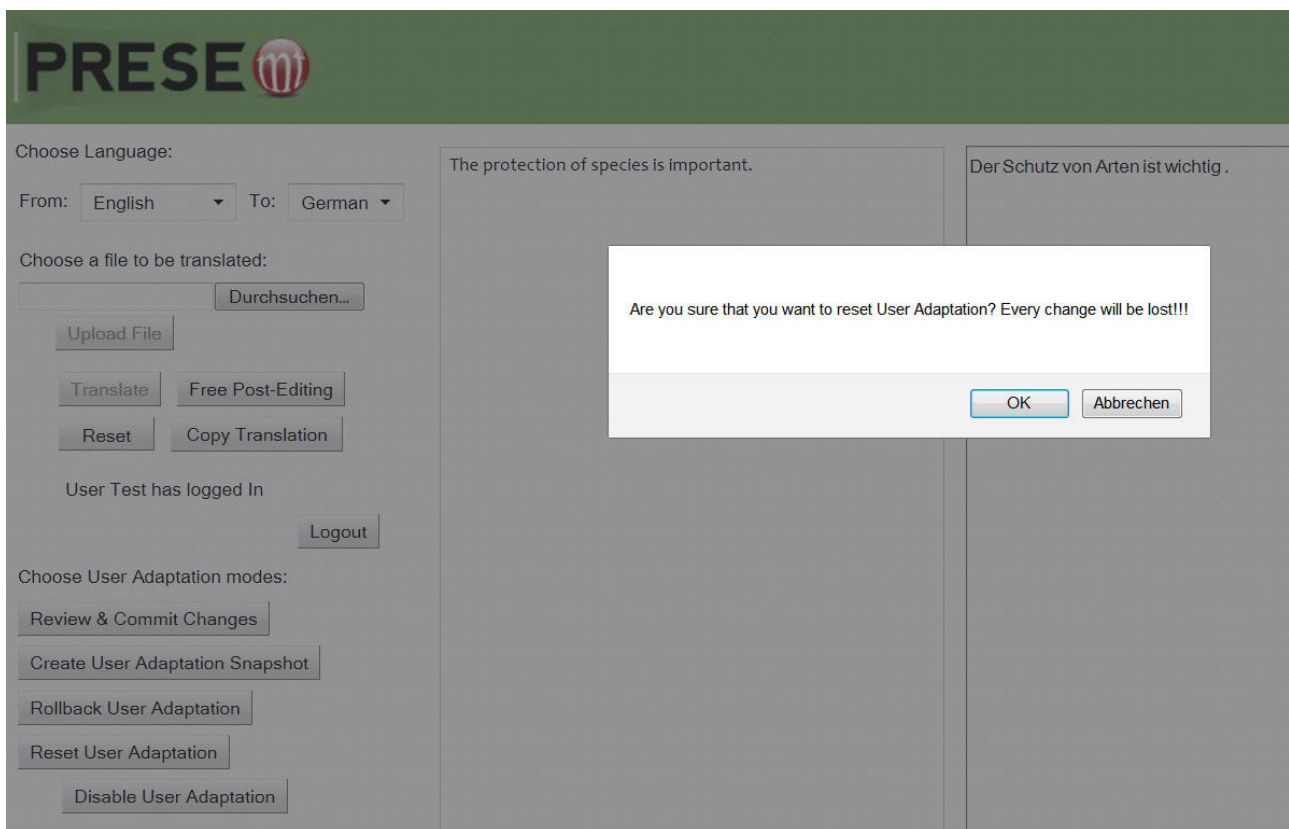 PRESEmt
Choose Language:
From: English To: German
Choose a file to be translated:
Durchsuchen...
Upload File
Translate Free Post-Editing
Reset Copy Translation
User Test has logged In
Logout
Choose User Adaptation modes:
Review & Commit Changes
Create User Adaptation Snapshot
Rollback User Adaptation
Reset User Adaptation
Disable User Adaptation
The protection of species is important.
Der Schutz von Arten ist wichtig .
Are you sure that you want to reset User Adaptation? Every change will be lost!!!
OK Abbrechen